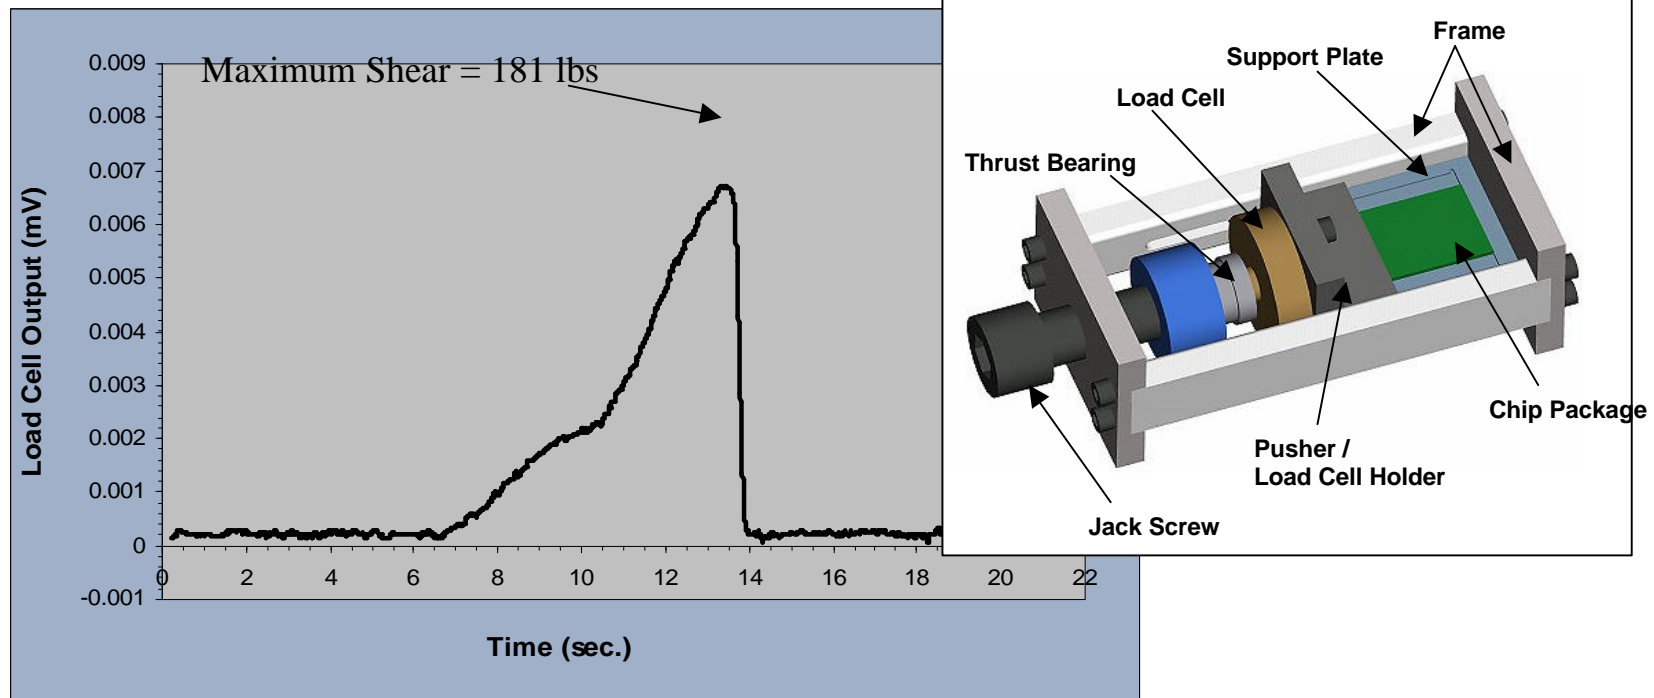 Maximum Shear = 181 lbs
0.009
0.008
0.007
0.006
0.005
0.004
0.003
0.002
0.001
0
-0.001
Load Cell Output (mV)
0 2 4 6 8 10 12 14 16 18 20 22
Time (sec.)
Frame
Support Plate
Load Cell
Thrust Bearing
Chip Package
Pusher /
Load Cell Holder
Jack Screw